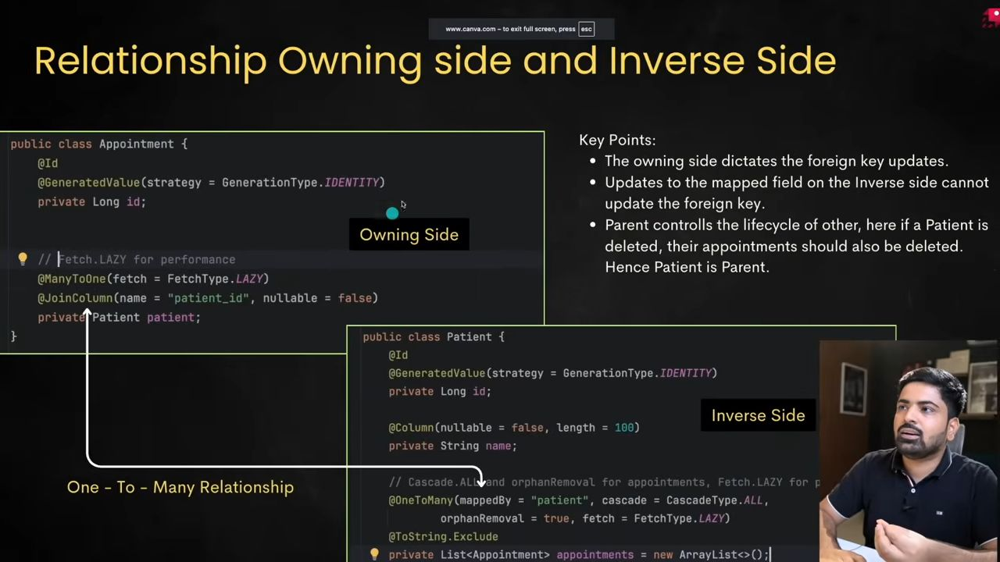 www.canva.com – to exit full screen, press esc
Relationship Owning side and Inverse Side
public class Appointment {
@Id
@GeneratedValue(strategy = GenerationType.IDENTITY)
private Long id;
Owning Side
// Fetch.LAZY for performance
@ManyToOne(fetch = FetchType.LAZY)
@JoinColumn(name = "patient_id", nullable = false)
private Patient patient;
}
Key Points:
• The owning side dictates the foreign key updates.
• Updates to the mapped field on the Inverse side cannot
update the foreign key.
• Parent controlls the lifecycle of other, here if a Patient is
deleted, their appointments should also be deleted.
Hence Patient is Parent.
public class Patient {
@Id
@GeneratedValue(strategy = GenerationType.IDENTITY)
private Long id;
Inverse Side
@Column(nullable = false, length = 100)
private String name;
// Cascade.ALL and orphanRemoval for appointments, Fetch.LAZY for p
@OneToMany(mappedBy = "patient", cascade = CascadeType.ALL,
orphanRemoval = true, fetch = FetchType.LAZY)
@ToString.Exclude
private List<Appointment> appointments = new ArrayList<>();
One - To - Many Relationship